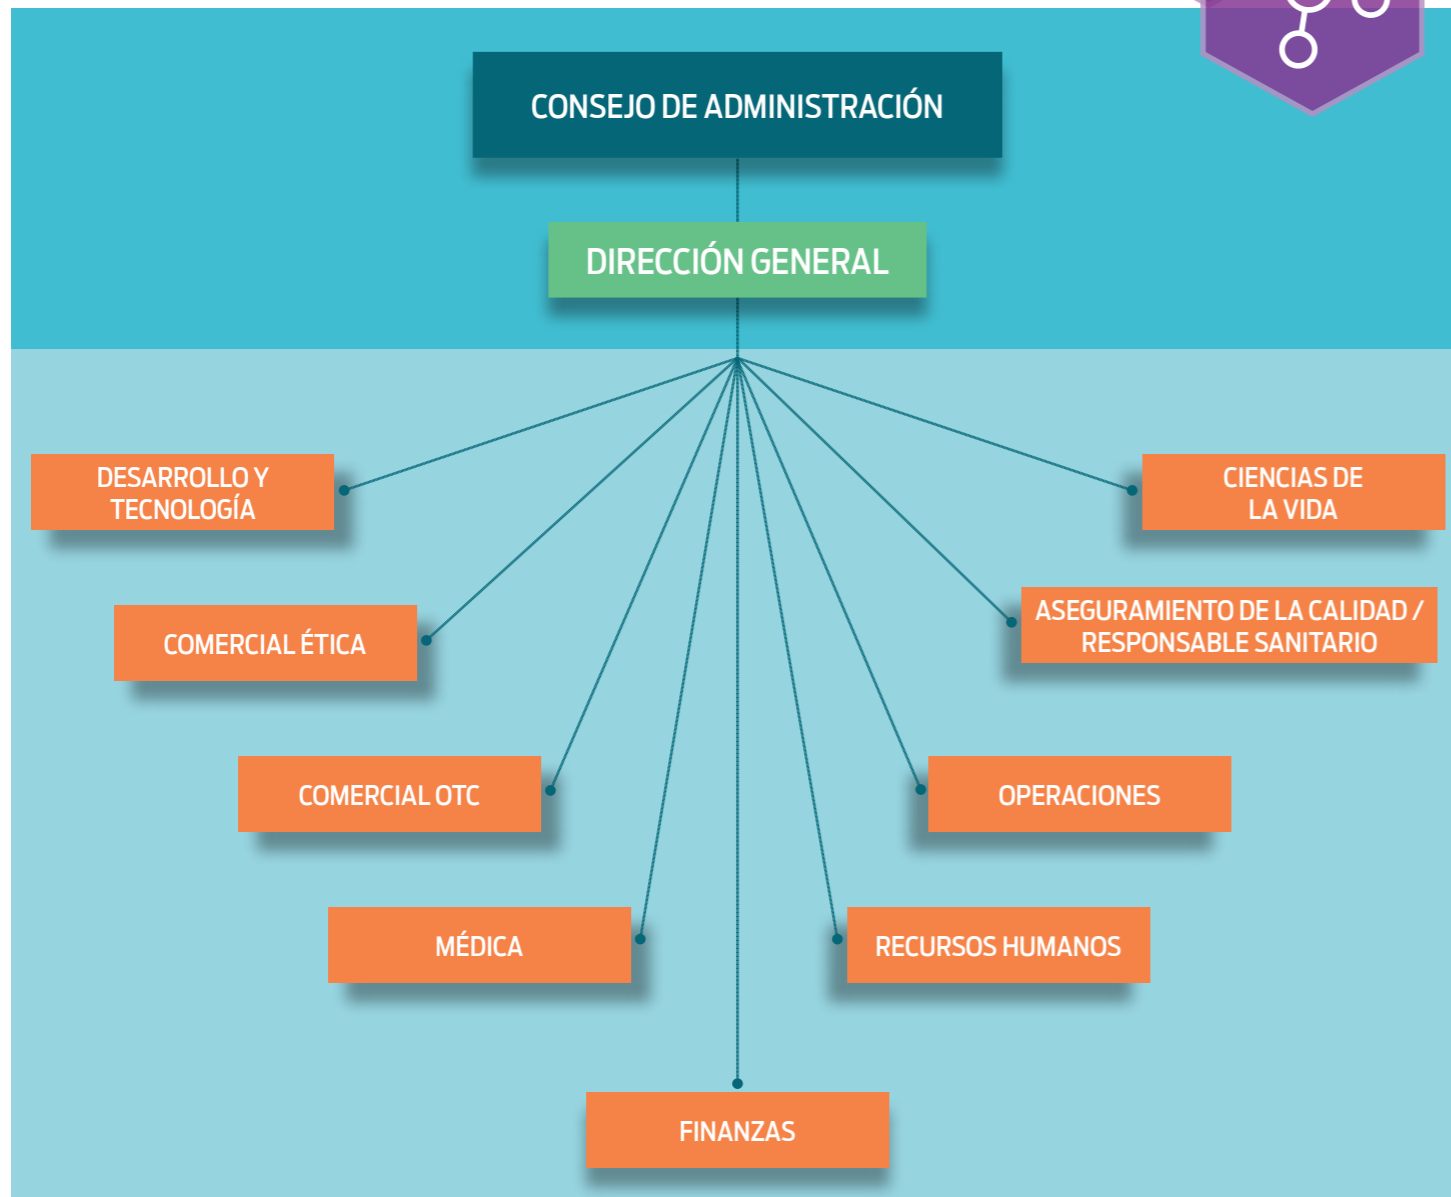 CONSEJO DE ADMINISTRACIÓN
DIRECCIÓN GENERAL
DESARROLLO Y
TECNOLOGÍA
CIENCIAS DE
LA VIDA
COMERCIAL ÉTICA
ASEGURAMIENTO DE LA CALIDAD /
RESPONSABLE SANITARIO
COMERCIAL OTC
OPERACIONES
MÉDICA
RECURSOS HUMANOS
FINANZAS